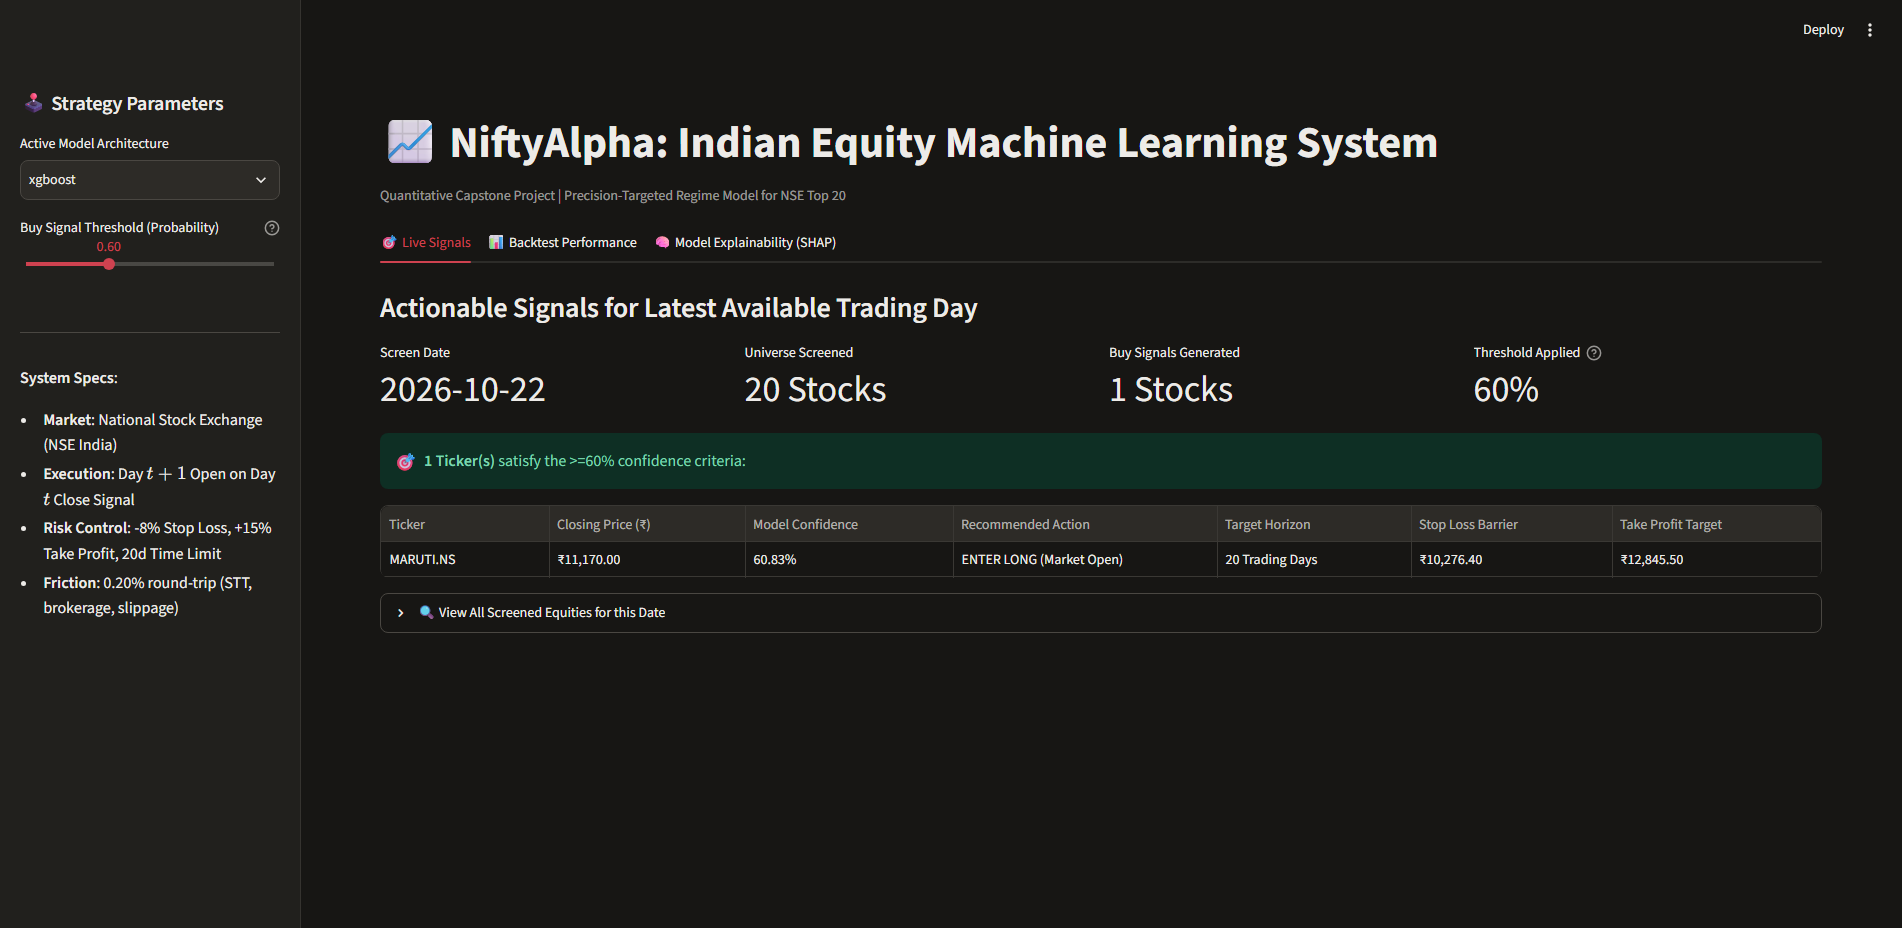 Deploy
Strategy Parameters
Active Model Architecture
xgboost
Buy Signal Threshold (Probability)
0.60
System Specs:
Market: National Stock Exchange
(NSE India)
Execution: Day t + 1 Open on Day
t Close Signal
Risk Control: -8% Stop Loss, +15%
Take Profit, 20d Time Limit
Friction: 0.20% round-trip (STT,
brokerage, slippage)
NiftyAlpha: Indian Equity Machine Learning System
Quantitative Capstone Project | Precision-Targeted Regime Model for NSE Top 20
Live Signals Backtest Performance Model Explainability (SHAP)
Actionable Signals for Latest Available Trading Day
Screen Date Universe Screened Buy Signals Generated Threshold Applied
2026-10-22 20 Stocks 1 Stocks 60%
1 Ticker(s) satisfy the >=60% confidence criteria:
Ticker Closing Price (₹) Model Confidence Recommended Action Target Horizon Stop Loss Barrier Take Profit Target
MARUTI.NS ₹11,170.00 60.83% ENTER LONG (Market Open) 20 Trading Days ₹10,276.40 ₹12,845.50
View All Screened Equities for this Date